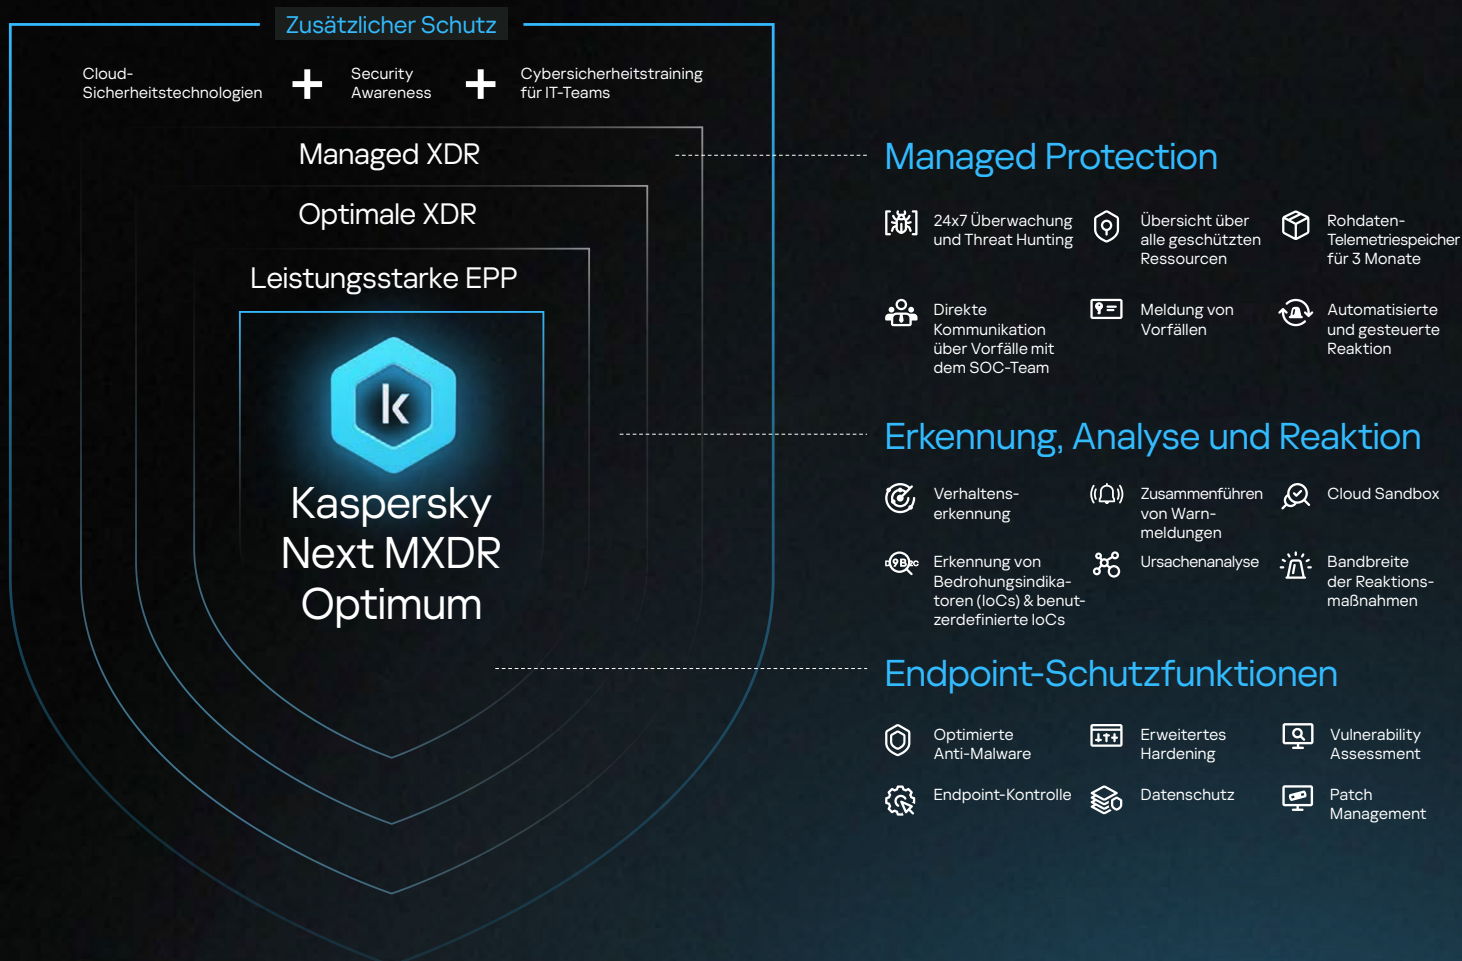 Zusätzlicher Schutz
Cloud-
Sicherheitstechnologien
+
Security
Awareness
+
Cybersicherheitstraining
für IT-Teams
Managed XDR
Optimale XDR
Leistungsstarke EPP
k
Kaspersky
Next MXDR
Optimum
Managed Protection
24x7 Überwachung
und Threat Hunting
Übersicht über
alle geschützten
Ressourcen
Rohdaten-
Telemetriespeicher
für 3 Monate
Direkte
Kommunikation
über Vorfälle mit
dem SOC-Team
Meldung von
Vorfällen
Automatisierte
und gesteuerte
Reaktion
Erkennung, Analyse und Reaktion
Verhaltens-
erkennung
Zusammenführen
von Warn-
meldungen
Cloud Sandbox
Erkennung von
Bedrohungsindika-
toren (IoCs) & benut-
zerdefinierte IoCs
Ursachenanalyse
Bandbreite
der Reaktions-
maßnahmen
Endpoint-Schutzfunktionen
Optimierte
Anti-Malware
Erweitertes
Hardening
Vulnerability
Assessment
Endpoint-Kontrolle
Datenschutz
Patch
Management